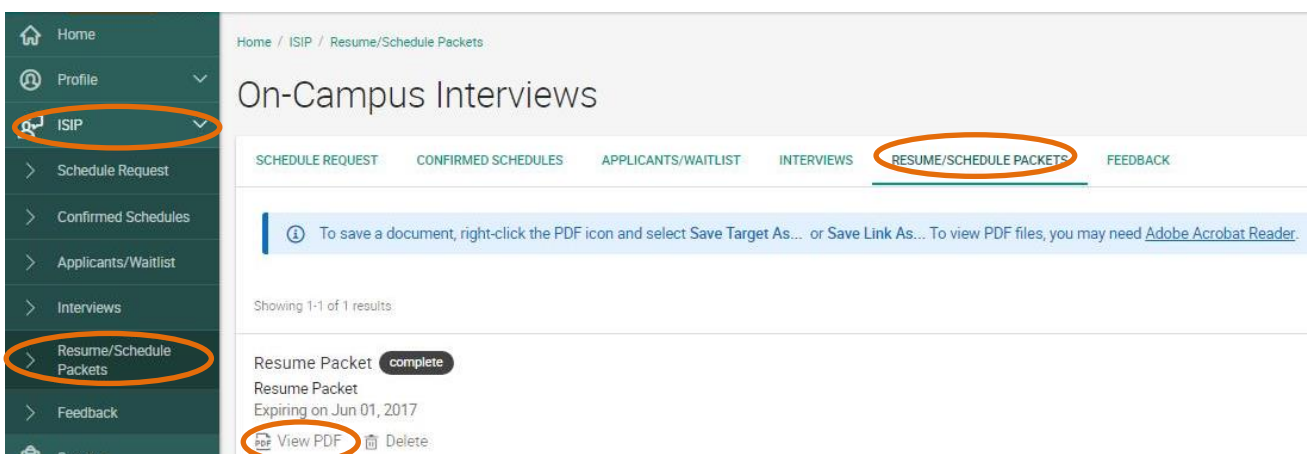 Home
Profile
ISIP
Schedule Request
Confirmed Schedules
Applicants/Waitlist
Interviews
Resume/Schedule
Packets
Feedback
Home / ISIP / Resume/Schedule Packets
On-Campus Interviews
SCHEDULE REQUEST CONFIRMED SCHEDULES APPLICANTS/WAITLIST INTERVIEWS RESUME/SCHEDULE PACKETS FEEDBACK
To save a document, right-click the PDF icon and select Save Target As... or Save Link As... To view PDF files, you may need Adobe Acrobat Reader.
Showing 1-1 of 1 results
Resume Packet complete
Resume Packet
Expiring on Jun 01, 2017
PDF View PDF Delete